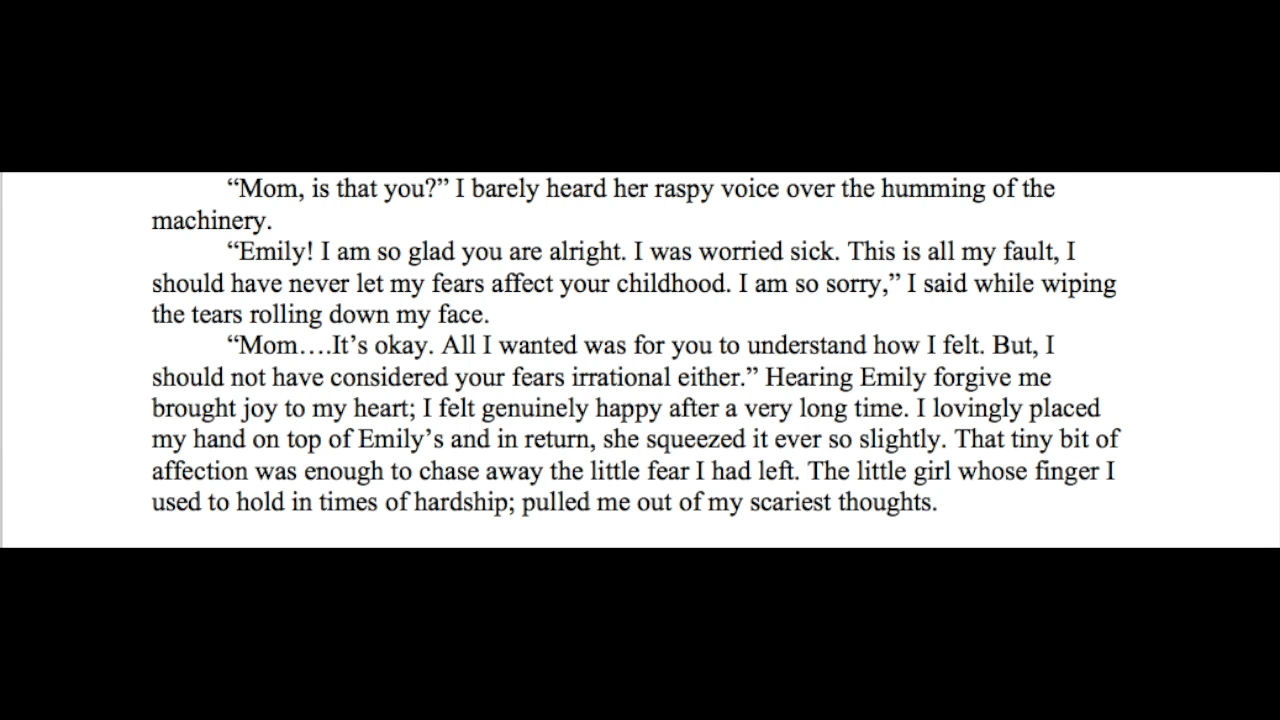 “Mom, is that you?” I barely heard her raspy voice over the humming of the
machinery.
“Emily! I am so glad you are alright. I was worried sick. This is all my fault, I
should have never let my fears affect your childhood. I am so sorry,” I said while wiping
the tears rolling down my face.
“Mom….It’s okay. All I wanted was for you to understand how I felt. But, I
should not have considered your fears irrational either.” Hearing Emily forgive me
brought joy to my heart; I felt genuinely happy after a very long time. I lovingly placed
my hand on top of Emily’s and in return, she squeezed it ever so slightly. That tiny bit of
affection was enough to chase away the little fear I had left. The little girl whose finger I
used to hold in times of hardship; pulled me out of my scariest thoughts.